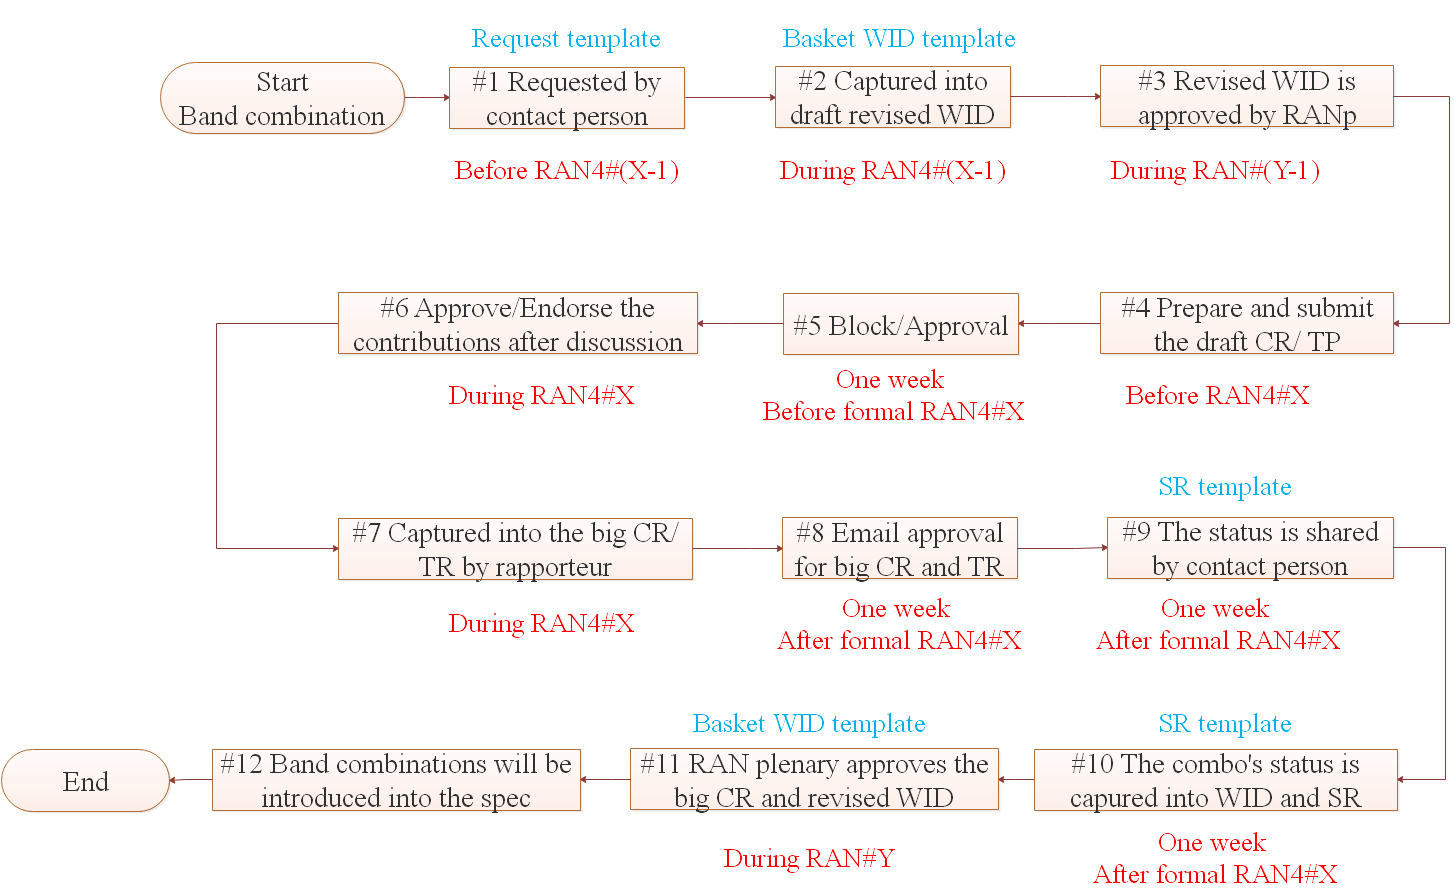 Request template
Basket WID template
Start
Band combination
#1 Requested by
contact person
#2 Captured into
draft revised WID
#3 Revised WID is
approved by RANp
Before RAN4#(X-1)
During RAN4#(X-1)
During RAN#(Y-1)
#6 Approve/Endorse the
contributions after discussion
#5 Block/Approval
#4 Prepare and submit
the draft CR/ TP
During RAN4#X
One week
Before formal RAN4#X
Before RAN4#X
SR template
#7 Captured into the big CR/
TR by rapporteur
#8 Email approval
for big CR and TR
#9 The status is shared
by contact person
During RAN4#X
One week
After formal RAN4#X
One week
After formal RAN4#X
Basket WID template
SR template
End
#12 Band combinations will be
introduced into the spec
#11 RAN plenary approves the
big CR and revised WID
#10 The combo's status is
capured into WID and SR
During RAN#Y
One week
After formal RAN4#X